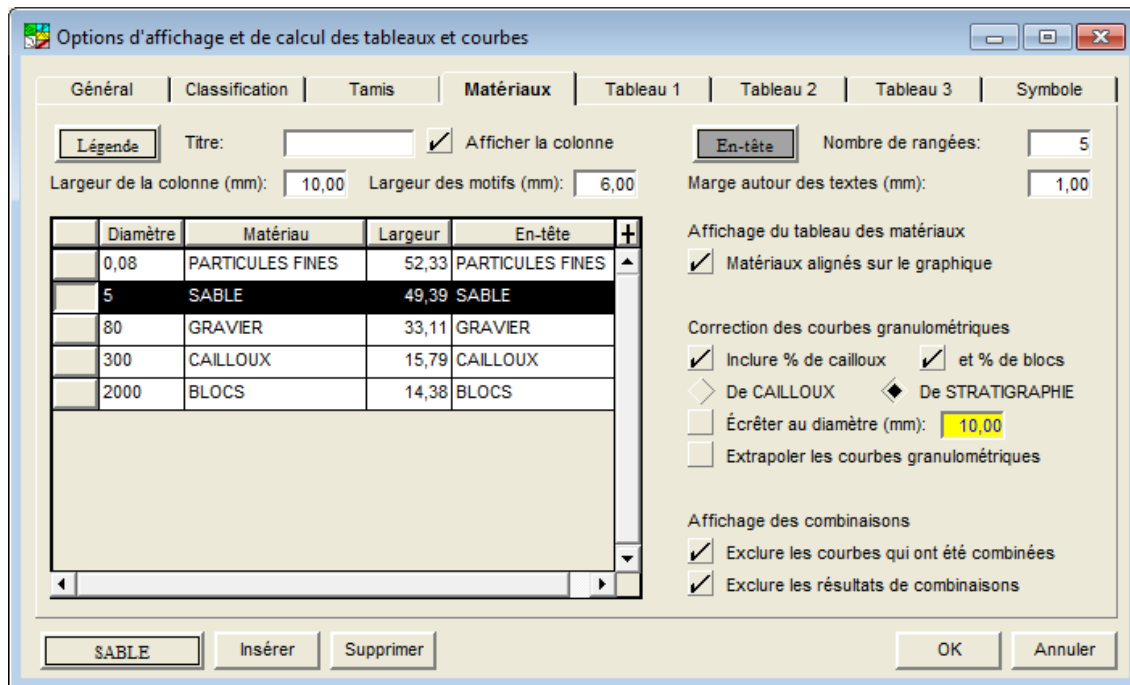 Options d'affichage et de calcul des tableaux et courbes
Général Classification Tamis Matériaux Tableau 1 Tableau 2 Tableau 3 Symbole
Légende Titre: Afficher la colonne En-tête Nombre de rangées: 5
Largeur de la colonne (mm): 10,00 Largeur des motifs (mm): 6,00 Marge autour des textes (mm): 1,00
Diamètre Matériau Largeur En-tête
0,08 PARTICULES FINES 52,33 PARTICULES FINES
5 SABLE 49,39 SABLE
80 GRAVIER 33,11 GRAVIER
300 CAILLOUX 15,79 CAILLOUX
2000 BLOCS 14,38 BLOCS
Affichage du tableau des matériaux
Matériaux alignés sur le graphique
Correction des courbes granulométriques
Inclure % de cailloux et % de blocs
De CAILLOUX De STRATIGRAPHIE
Écrêter au diamètre (mm): 10,00
Extrapoler les courbes granulométriques
Affichage des combinaisons
Exclure les courbes qui ont été combinées
Exclure les résultats de combinaisons
SABLE Insérer Supprimer OK Annuler